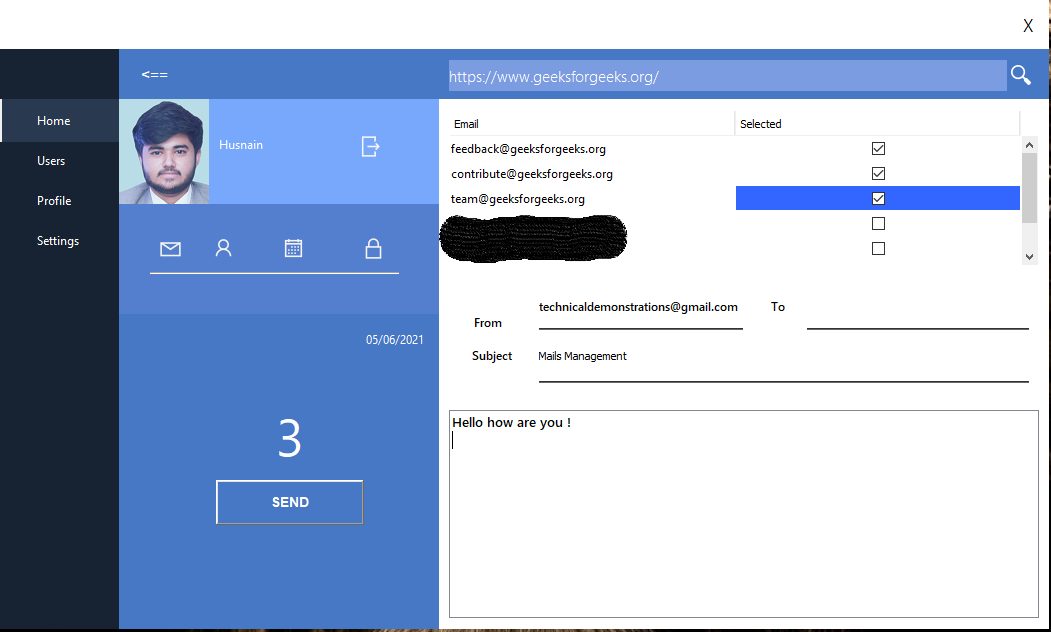 X
<==
https://www.geeksforgeeks.org/
Home
Users
Profile
Settings
Husnain
05/06/2021
3
SEND
Email Selected
feedback@geeksforgeeks.org
contribute@geeksforgeeks.org
team@geeksforgeeks.org
From technicaldemonstrations@gmail.com To
Subject Mails Management
Hello how are you !